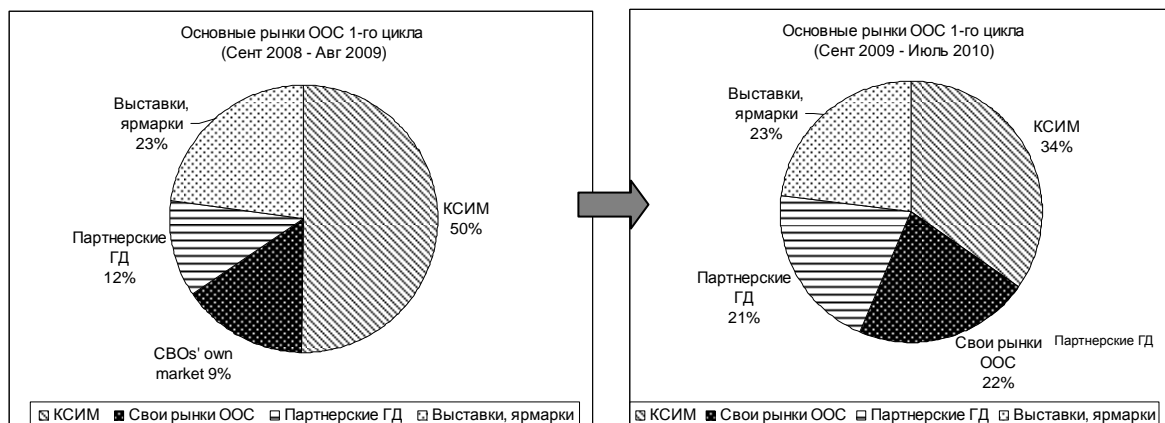 Основные рынки ООС 1-го цикла
(Сент 2008 - Авг 2009)
Выставки,
ярмарки
23%
КСИМ
50%
Партнерские
ГД
12%
CBOs' own
market 9%
КСИМ Свои рынки ООС Партнерские ГД Выставки, ярмарки
Основные рынки ООС 1-го цикла
(Сент 2009 - Июль 2010)
Выставки,
ярмарки
23%
КСИМ
34%
Партнерские
ГД
21%
Свои рынки
ООС
22%
Партнерские ГД
КСИМ Свои рынки ООС Партнерские ГД Выставки, ярмарки